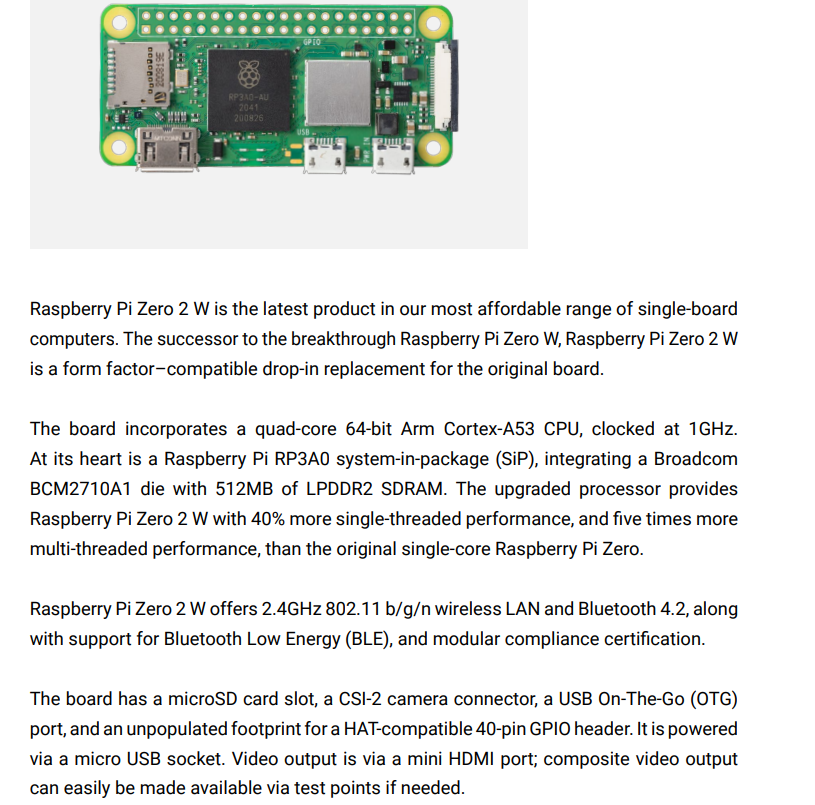 GPIO
200819E
RP3A0-AU
2041
200826
USB
Raspberry Pi Zero 2 W is the latest product in our most affordable range of single-board
computers. The successor to the breakthrough Raspberry Pi Zero W, Raspberry Pi Zero 2 W
is a form factor–compatible drop-in replacement for the original board.
The board incorporates a quad-core 64-bit Arm Cortex-A53 CPU, clocked at 1GHz.
At its heart is a Raspberry Pi RP3A0 system-in-package (SiP), integrating a Broadcom
BCM2710A1 die with 512MB of LPDDR2 SDRAM. The upgraded processor provides
Raspberry Pi Zero 2 W with 40% more single-threaded performance, and five times more
multi-threaded performance, than the original single-core Raspberry Pi Zero.
Raspberry Pi Zero 2 W offers 2.4GHz 802.11 b/g/n wireless LAN and Bluetooth 4.2, along
with support for Bluetooth Low Energy (BLE), and modular compliance certification.
The board has a microSD card slot, a CSI-2 camera connector, a USB On-The-Go (OTG)
port, and an unpopulated footprint for a HAT-compatible 40-pin GPIO header. It is powered
via a micro USB socket. Video output is via a mini HDMI port; composite video output
can easily be made available via test points if needed.